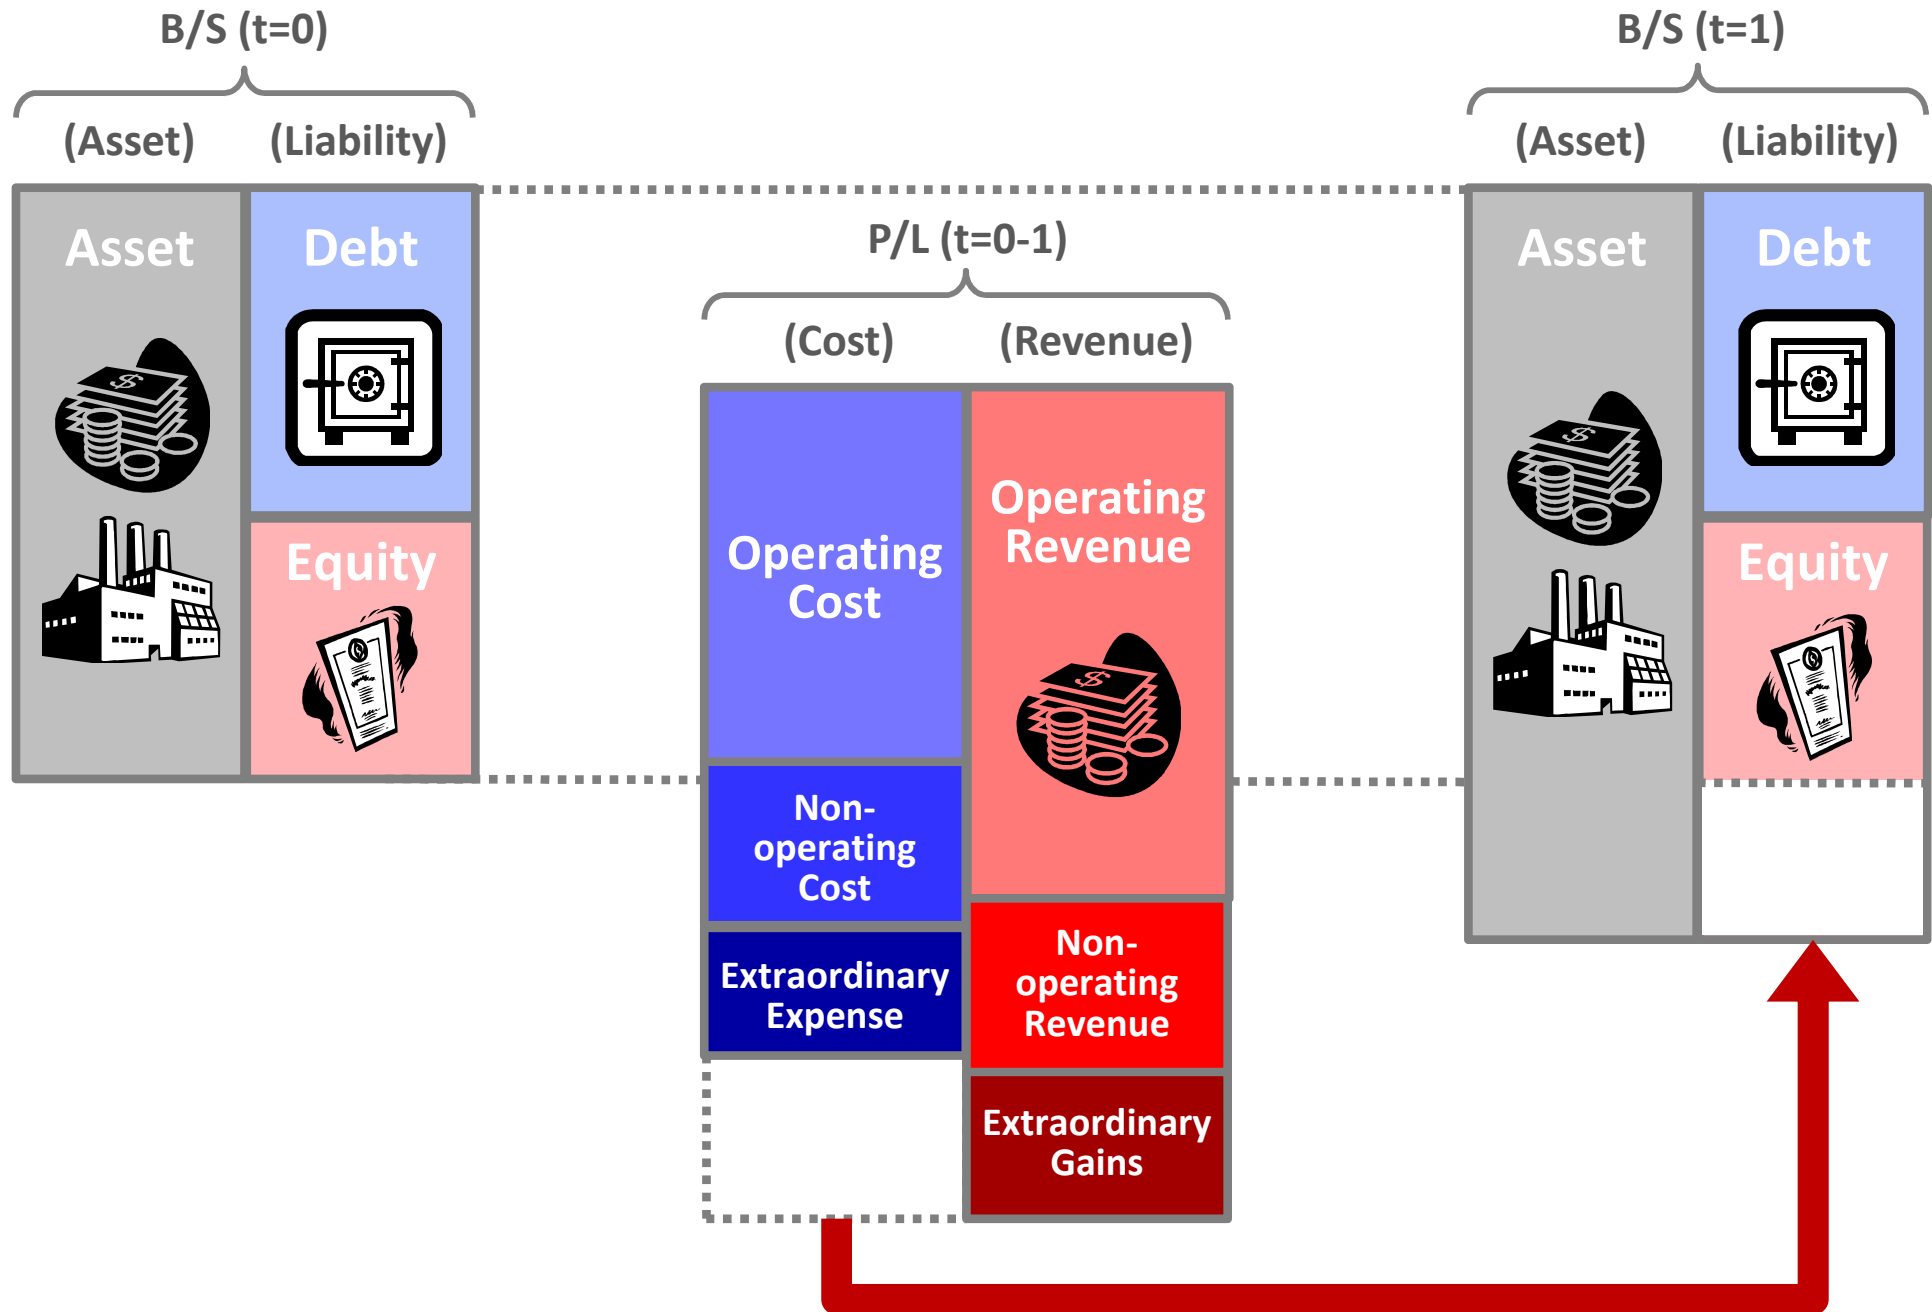 B/S (t=0)
(Asset)
(Liability)
Asset
Debt
Equity
P/L (t=0-1)
(Cost)
(Revenue)
Operating
Cost
Non-
operating
Cost
Extraordinary
Expense
Operating
Revenue
Non-
operating
Revenue
Extraordinary
Gains
B/S (t=1)
(Asset)
(Liability)
Asset
Debt
Equity